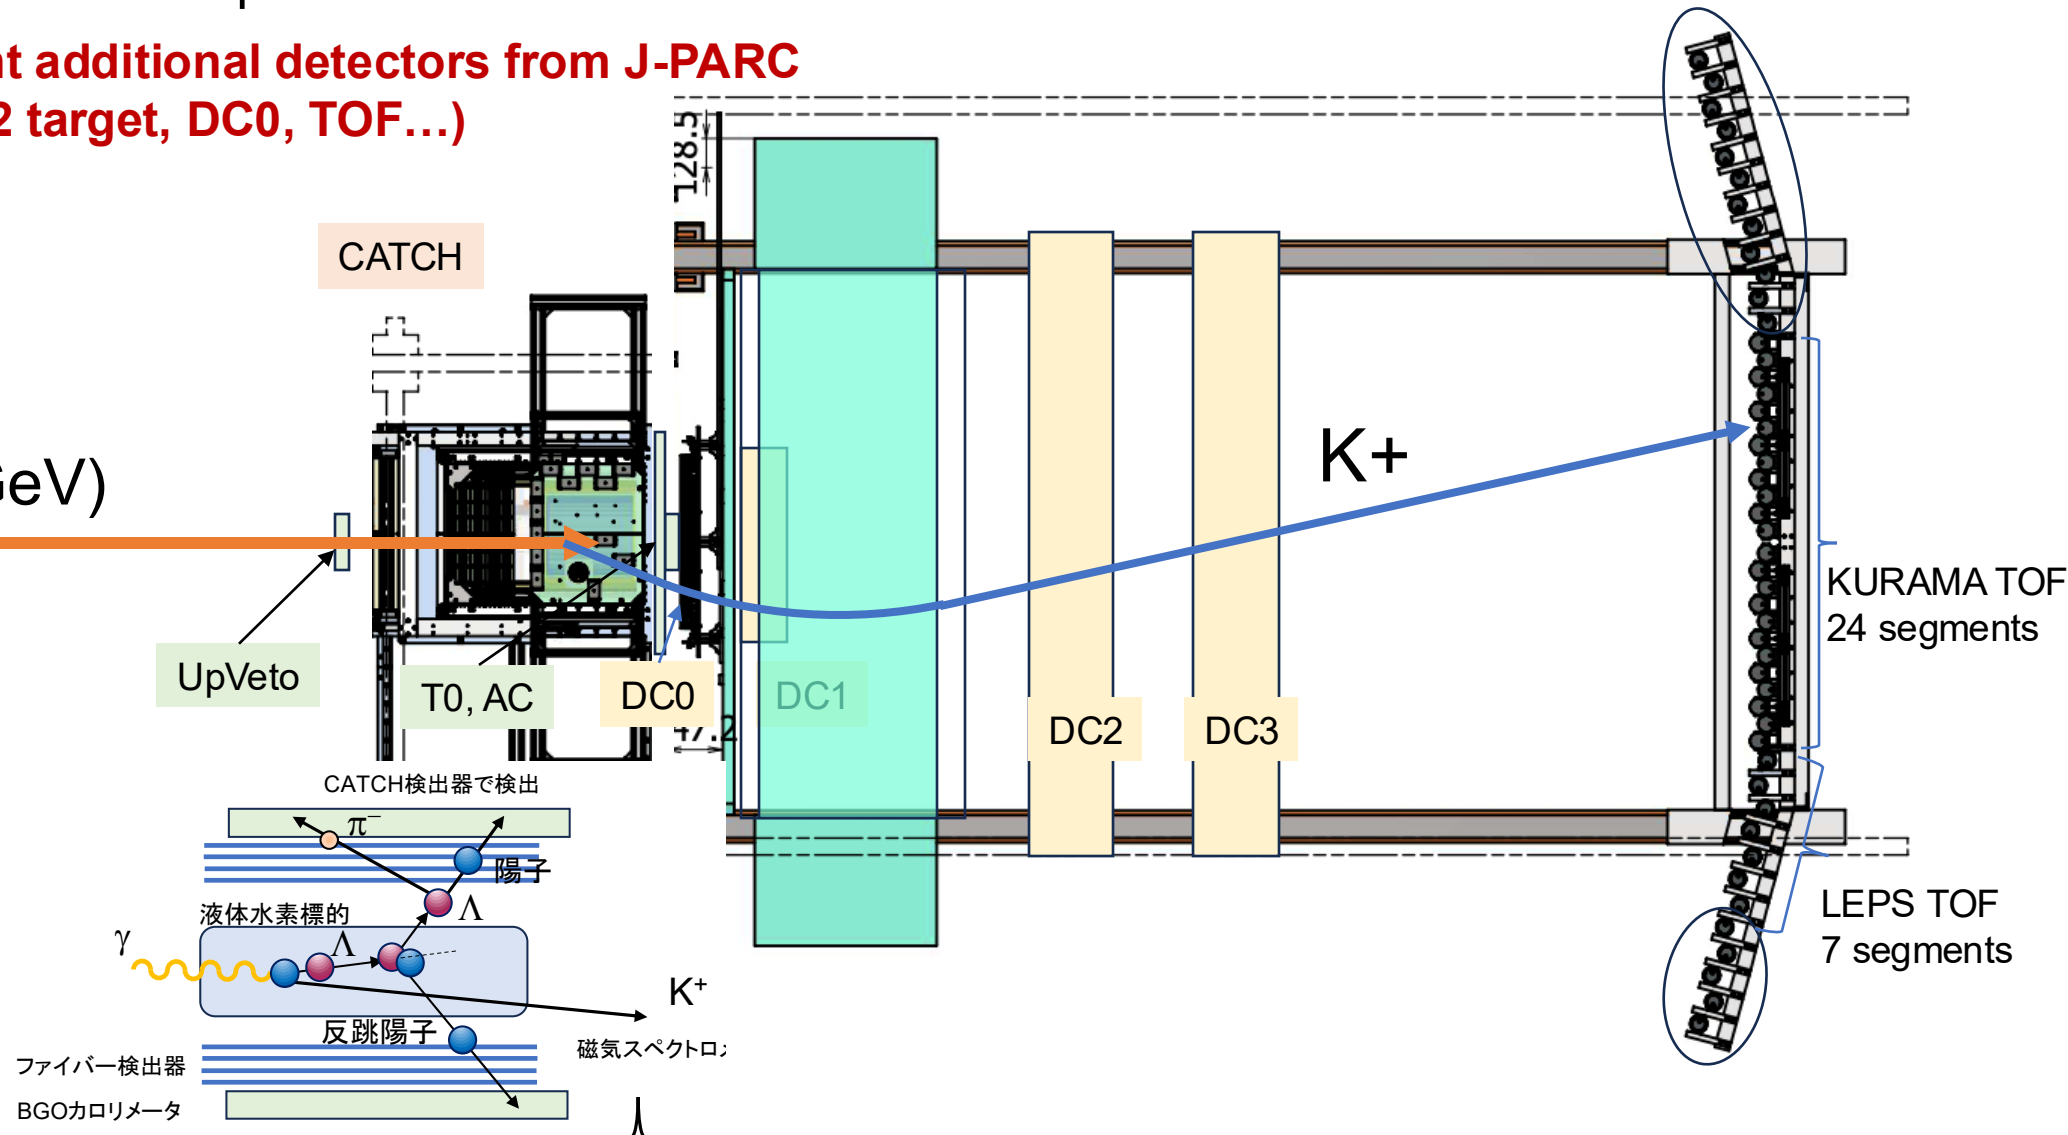 nt additional detectors from J-PARC
2 target, DC0, TOF…)
128.5
CATCH
GeV)
K+
UpVeto
T0, AC
DC0
DC1
47.2
DC2
DC3
KURAMA TOF
24 segments
LEPS TOF
7 segments
CATCH検出器で検出
π−
陽子
Λ
液体水素標的
γ
Λ
K+
反跳陽子
磁気スペクトロ
ファイバー検出器
BGOカロリメータ